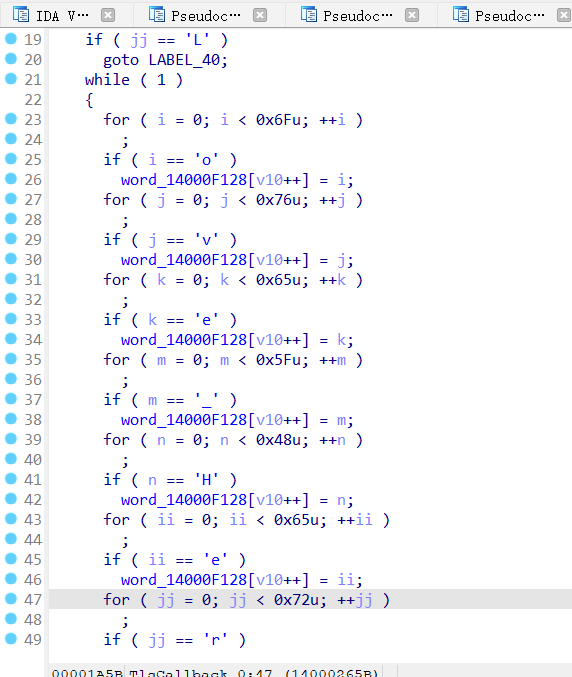 IDA V…
Pseudoc…
Pseudoc…
Pseudoc…
19 if ( jj == 'L' )
20 goto LABEL_40;
21 while ( 1 )
22 {
23 for ( i = 0; i < 0x6Fu; ++i )
24 ;
25 if ( i == 'o' )
26 word_14000F128[v10++] = i;
27 for ( j = 0; j < 0x76u; ++j )
28 ;
29 if ( j == 'v' )
30 word_14000F128[v10++] = j;
31 for ( k = 0; k < 0x65u; ++k )
32 ;
33 if ( k == 'e' )
34 word_14000F128[v10++] = k;
35 for ( m = 0; m < 0x5Fu; ++m )
36 ;
37 if ( m == '_' )
38 word_14000F128[v10++] = m;
39 for ( n = 0; n < 0x48u; ++n )
40 ;
41 if ( n == 'H' )
42 word_14000F128[v10++] = n;
43 for ( ii = 0; ii < 0x65u; ++ii )
44 ;
45 if ( ii == 'e' )
46 word_14000F128[v10++] = ii;
47 for ( jj = 0; jj < 0x72u; ++jj )
48 ;
49 if ( jj == 'r' )
00001A5B TlsCallback_0:47 (14000265B)